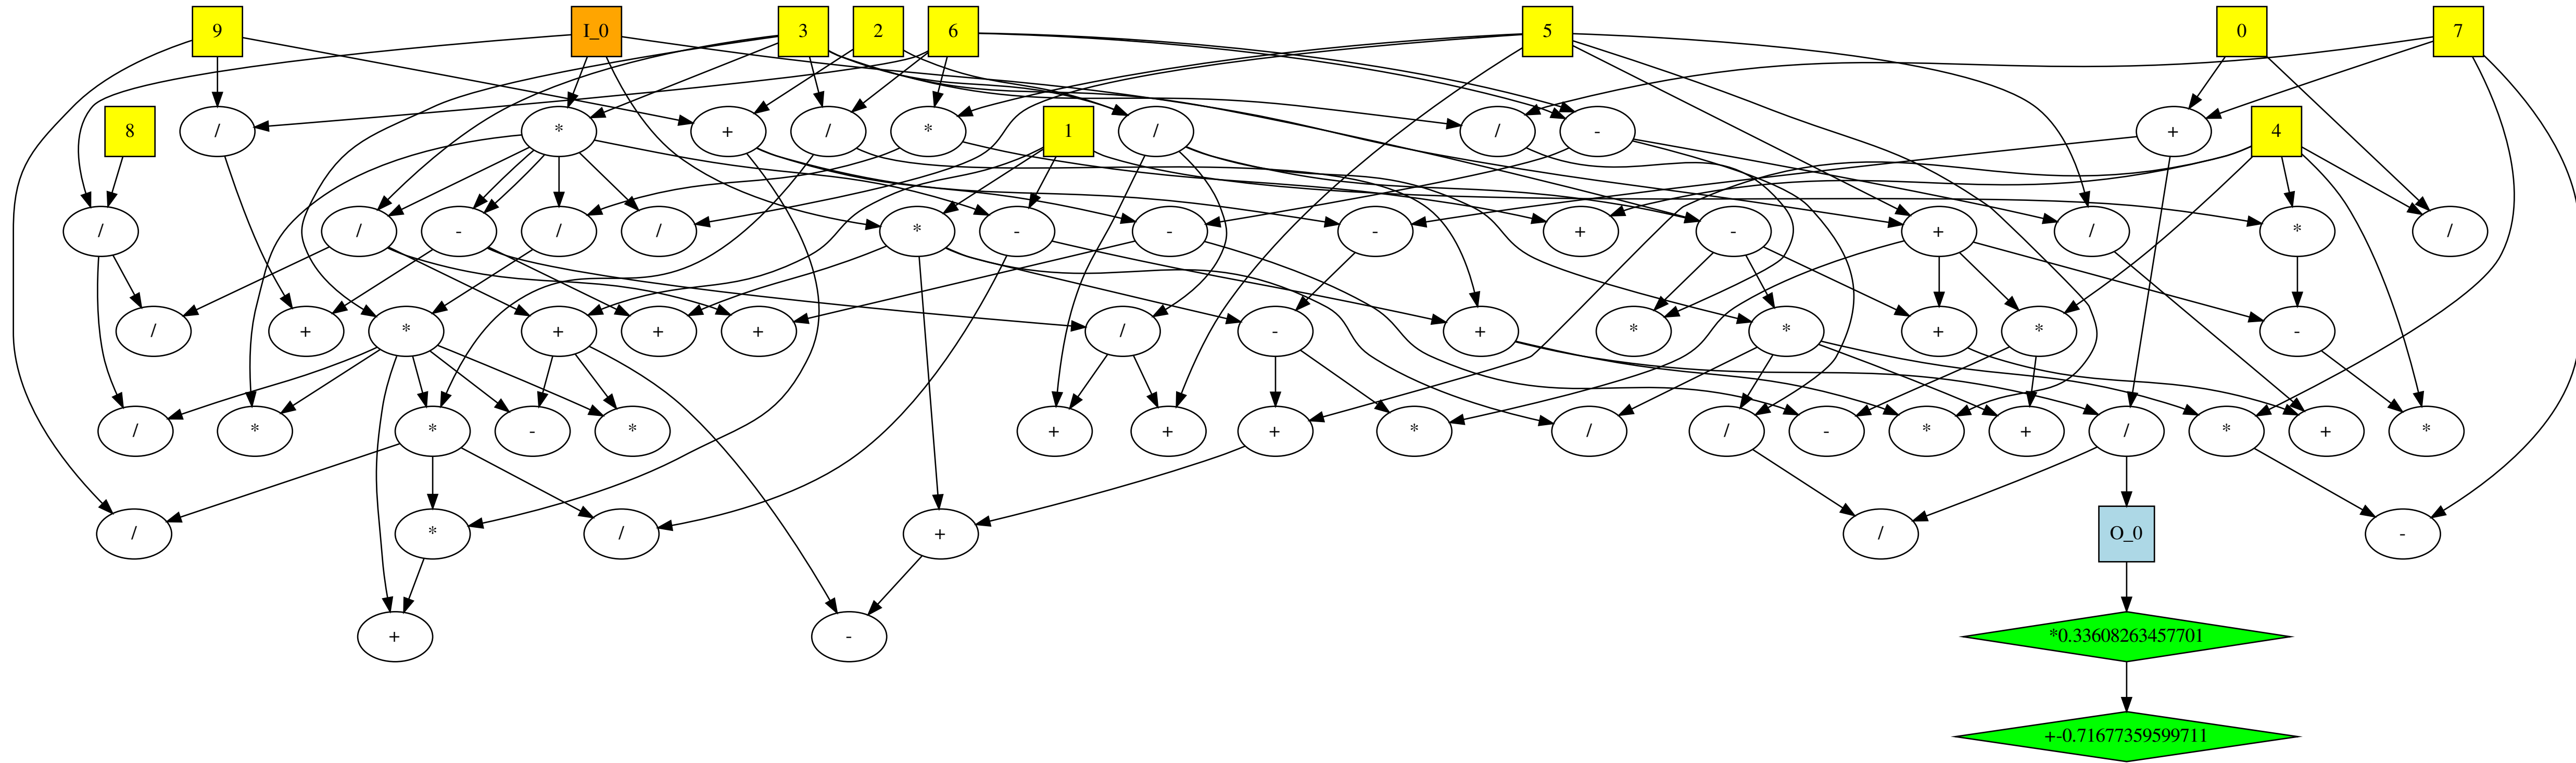 9 I_0 3 2 6 5 0 7
8 / * + / * 1 / / - + 4
/ / - / / * - - - + - + / * /
/ + * + + + / - + * * + * -
/ * * - * + + + * / / - * + / * + *
/ * / + / O_0 -
+ - *0.33608263457701
+-0.71677359599711